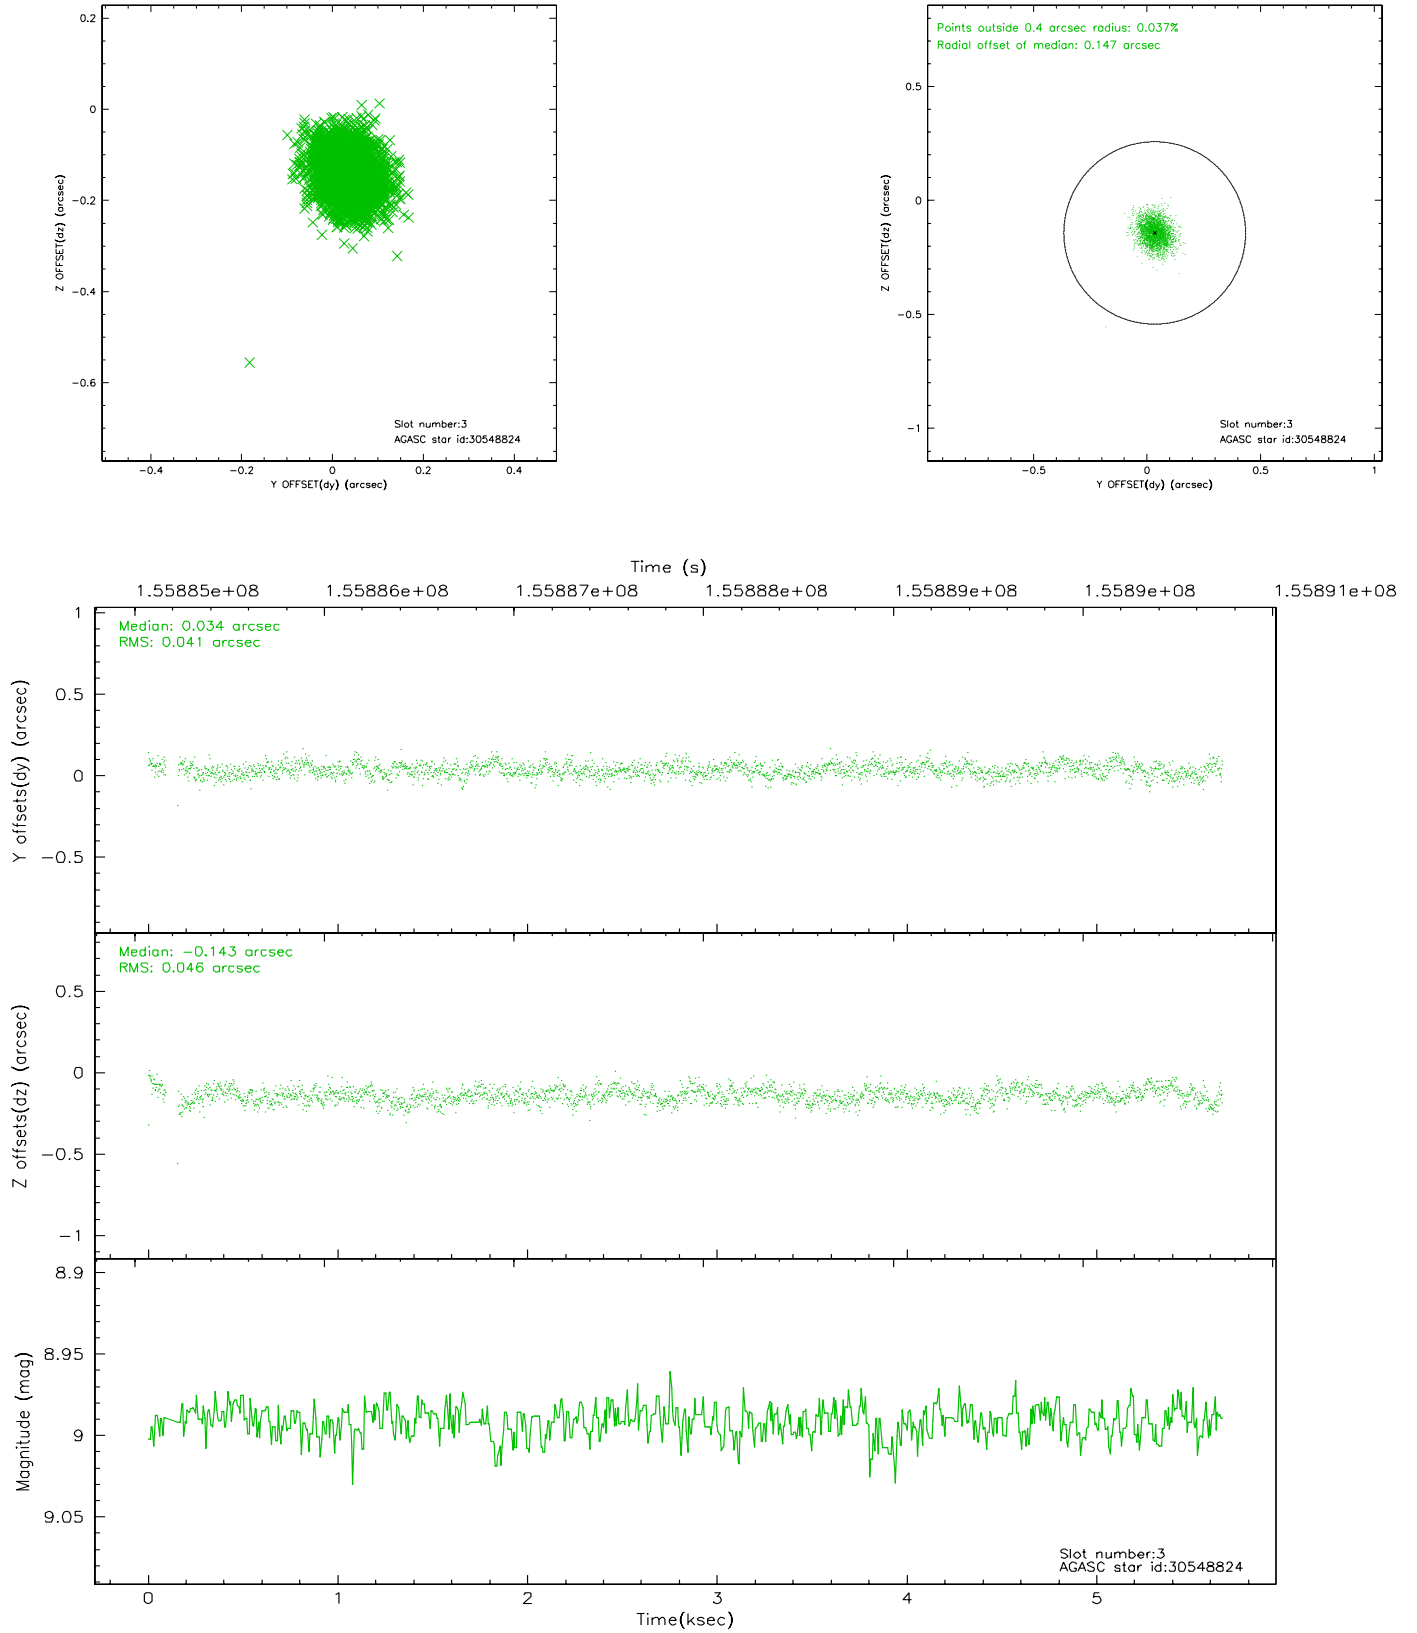 0.2
0
-0.2
-0.4
-0.6
Z OFFSET(dz) (arcsec)
Slot number:3
AGASC star id:30548824
-0.4 -0.2 0 0.2 0.4
Y OFFSET(dy) (arcsec)
Points outside 0.4 arcsec radius: 0.037%
Radial offset of median: 0.147 arcsec
0.5
0
-0.5
-1
Z OFFSET(dz) (arcsec)
Slot number:3
AGASC star id:30548824
-0.5 0 0.5 1
Y OFFSET(dy) (arcsec)
Time (s)
1.55885e+08 1.55886e+08 1.55887e+08 1.55888e+08 1.55889e+08 1.5589e+08 1.55891e+08
Median: 0.034 arcsec
RMS: 0.041 arcsec
1
0.5
0
-0.5
Y offsets(dy) (arcsec)
Median: -0.143 arcsec
RMS: 0.046 arcsec
0.5
0
-0.5
-1
Z offsets(dz) (arcsec)
8.9
8.95
9
9.05
Magnitude (mag)
Slot number:3
AGASC star id:30548824
0 1 2 3 4 5
Time(ksec)